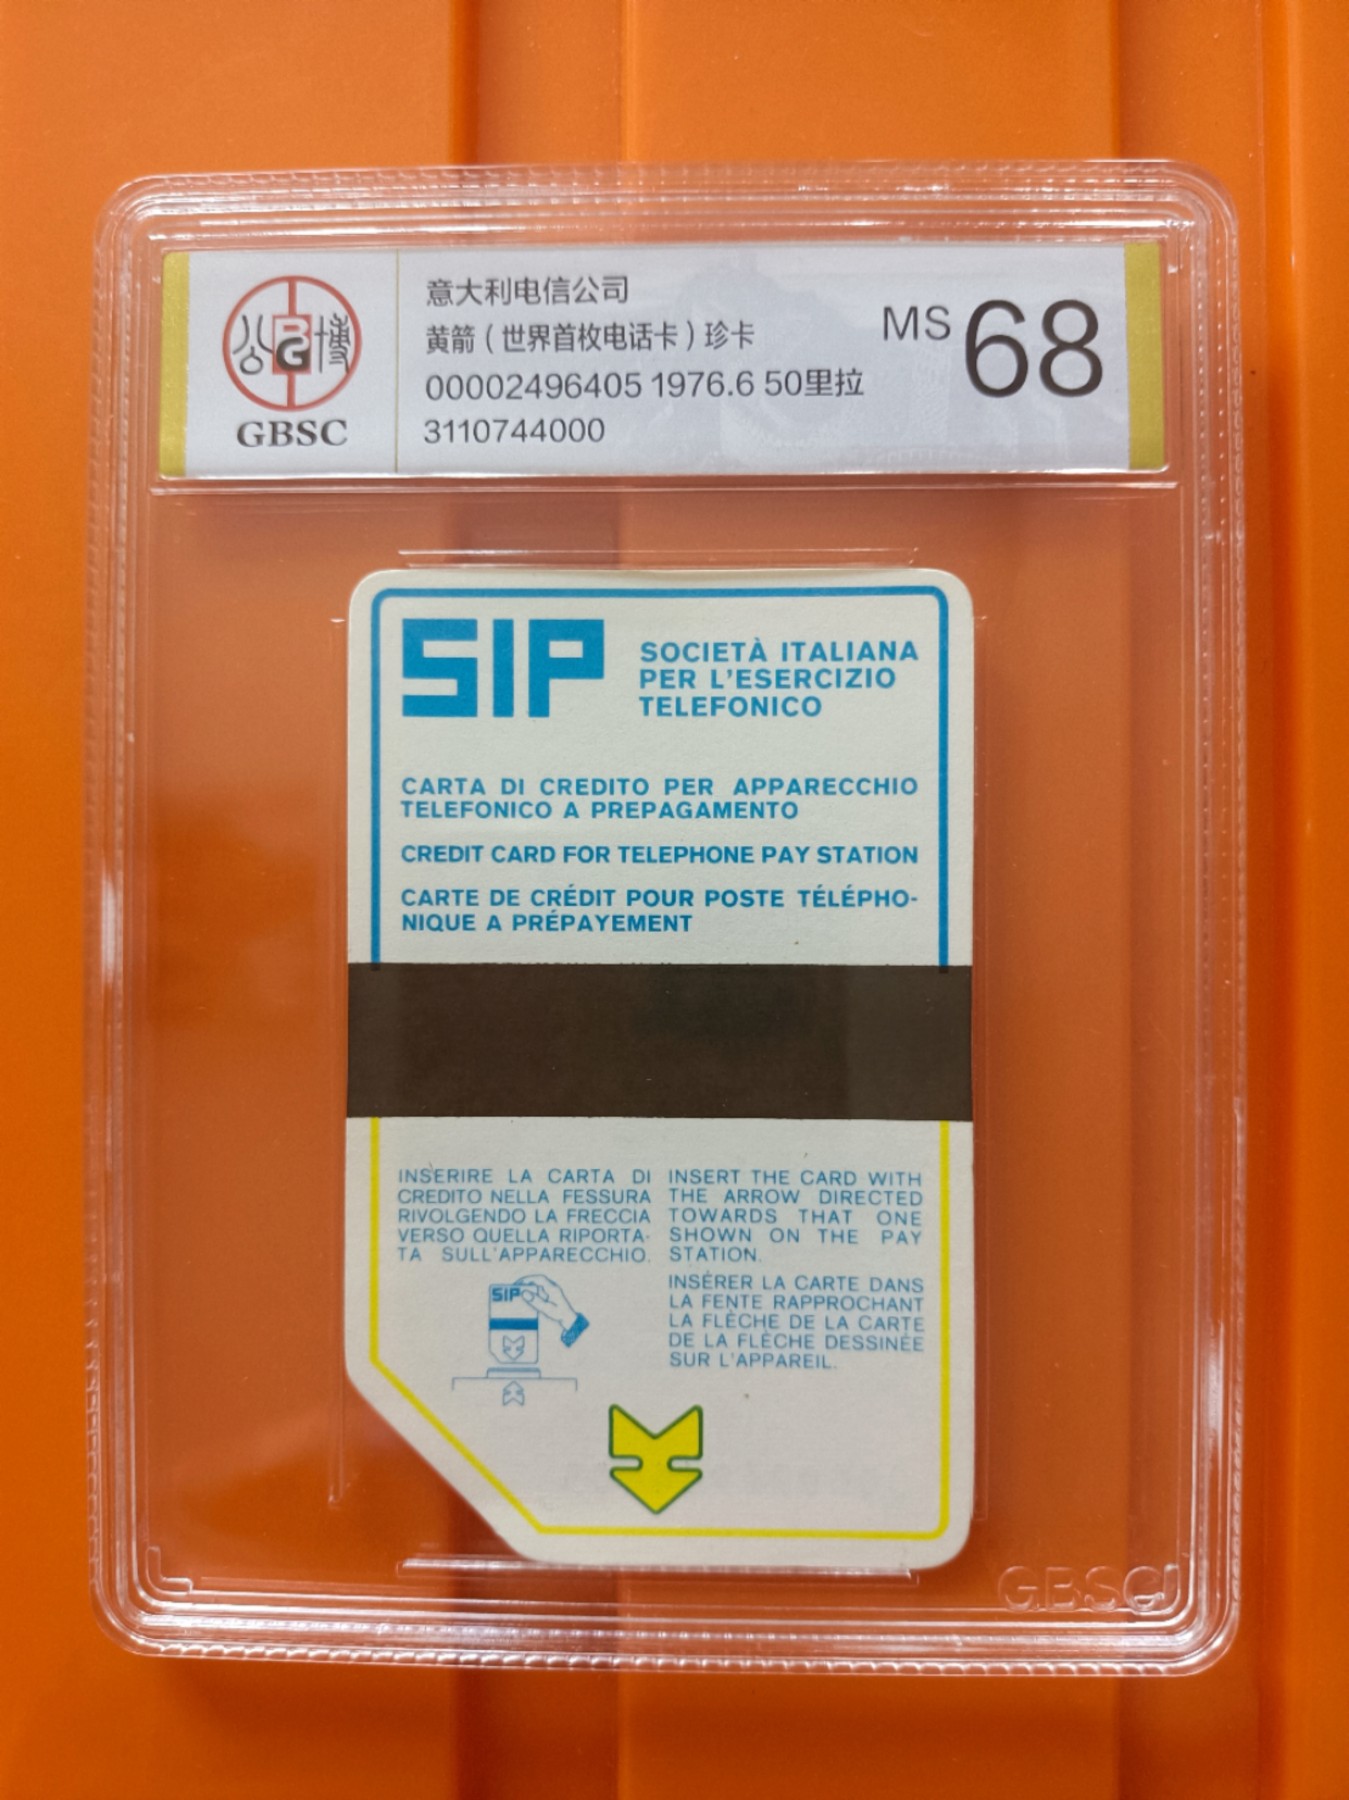 公博
PG
GBSC
意大利电信公司
黄箭（世界首枚电话卡）珍卡
00002496405 1976.6 50里拉
3110744000
MS 68
SIP
SOCIETÀ ITALIANA
PER L'ESERCIZIO
TELEFONICO
CARTA DI CREDITO PER APPARECCHIO
TELEFONICO A PREPAGAMENTO
CREDIT CARD FOR TELEPHONE PAY STATION
CARTE DE CRÉDIT POUR POSTE TÉLÉPHO-
NIQUE A PRÉPAYEMENT
INSERIRE LA CARTA DI
CREDITO NELLA FESSURA
RIVOLGENDO LA FRECCIA
VERSO QUELLA RIPORTA-
TA SULL'APPARECCHIO.
INSERT THE CARD WITH
THE ARROW DIRECTED
TOWARDS THAT ONE
SHOWN ON THE PAY
STATION.
INSÉRER LA CARTE DANS
LA FENTE RAPPROCHANT
LA FLÈCHE DE LA CARTE
DE LA FLÈCHE DESSINÉE
SUR L'APPAREIL.
SIP
GBSC